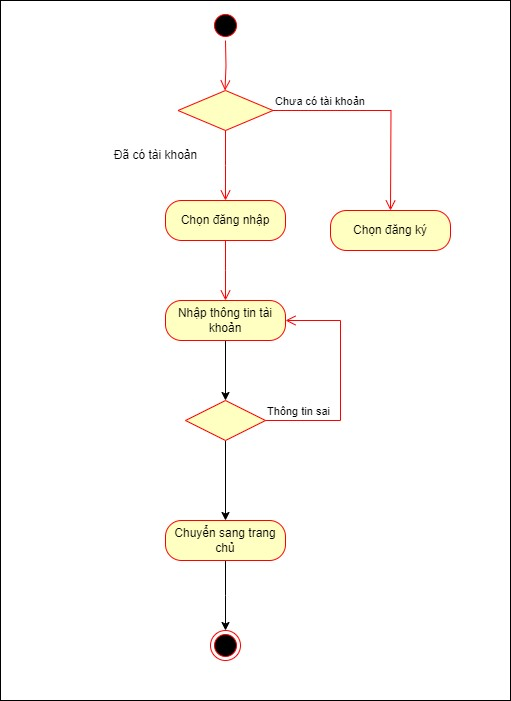 Chưa có tài khoản
Đã có tài khoản
Chọn đăng nhập
Chọn đăng ký
Nhập thông tin tài
khoản
Thông tin sai
Chuyển sang trang
chủ